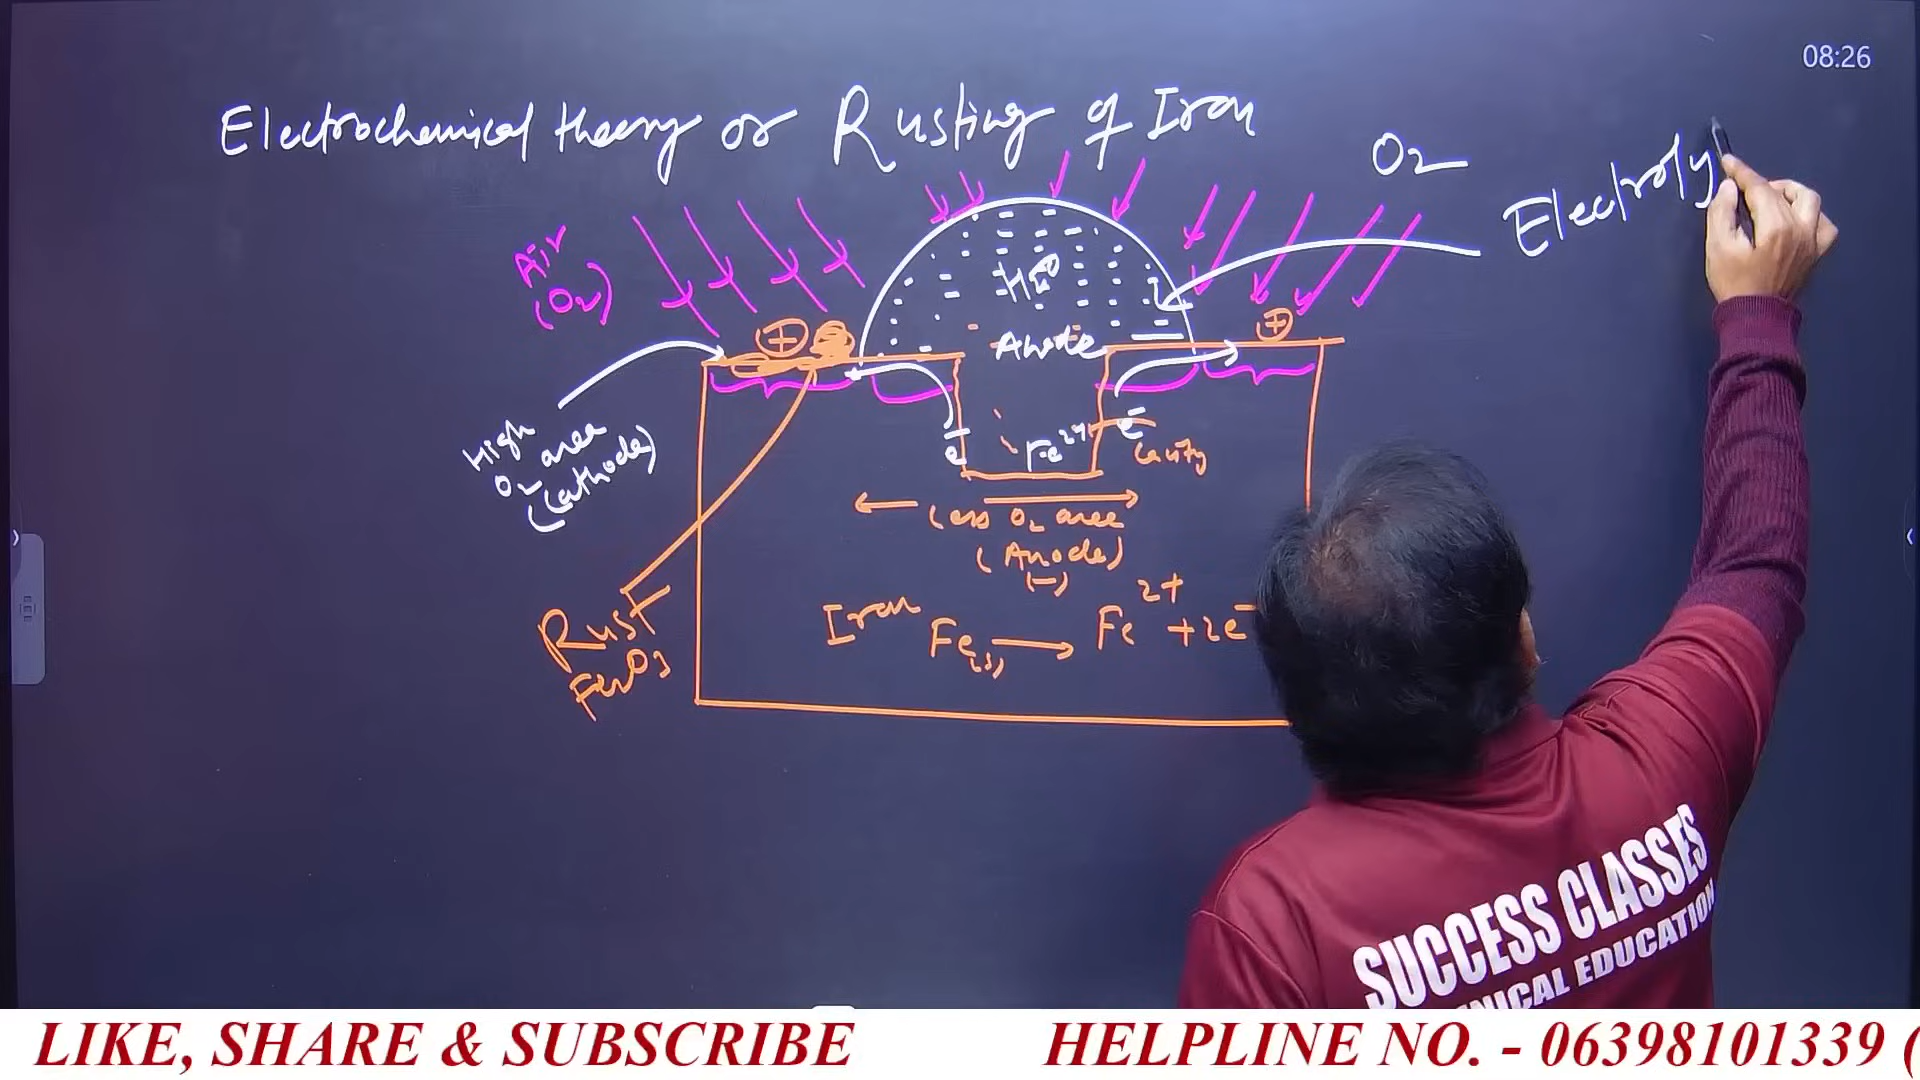 08:26
Electrochemical theory or Rusting of Iron
O2
Electroly
Air
(O2)
H2O
Anode
+
+
High
O2 area
(Cathode)
e-
Fe2+
e-
Cavity
Less O2 area
(Anode)
(-)
Rust
Fe2O3
Iron
Fe(s) → Fe2+ + 2e-
SUCCESS CLASSES
NICAL EDUCATION
LIKE, SHARE & SUBSCRIBE HELPLINE NO. - 06398101339 (